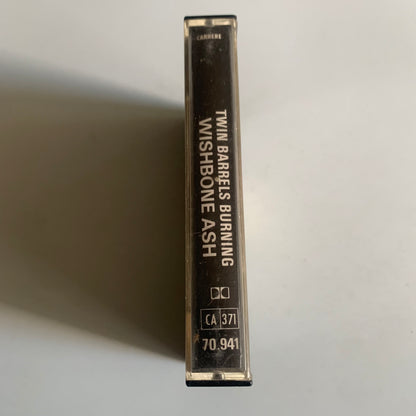 CARRERE
TWIN BARRELS BURNING
WISHBONE ASH
CA 371
70.941